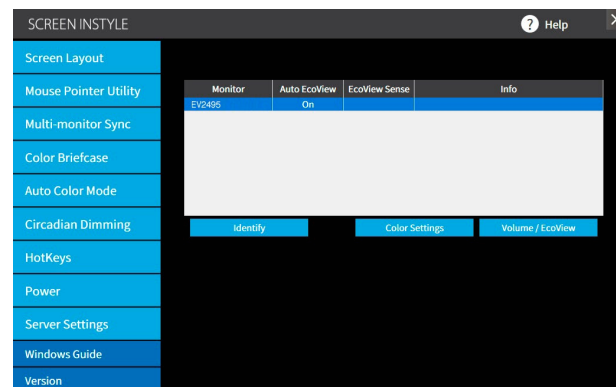 SCREEN INSTYLE
? Help
Screen Layout
Mouse Pointer Utility
Multi-monitor Sync
Color Briefcase
Auto Color Mode
Circadian Dimming
HotKeys
Power
Server Settings
Windows Guide
Version
Monitor Auto EcoView EcoView Sense Info
EV2495 On
Identify Color Settings Volume / EcoView